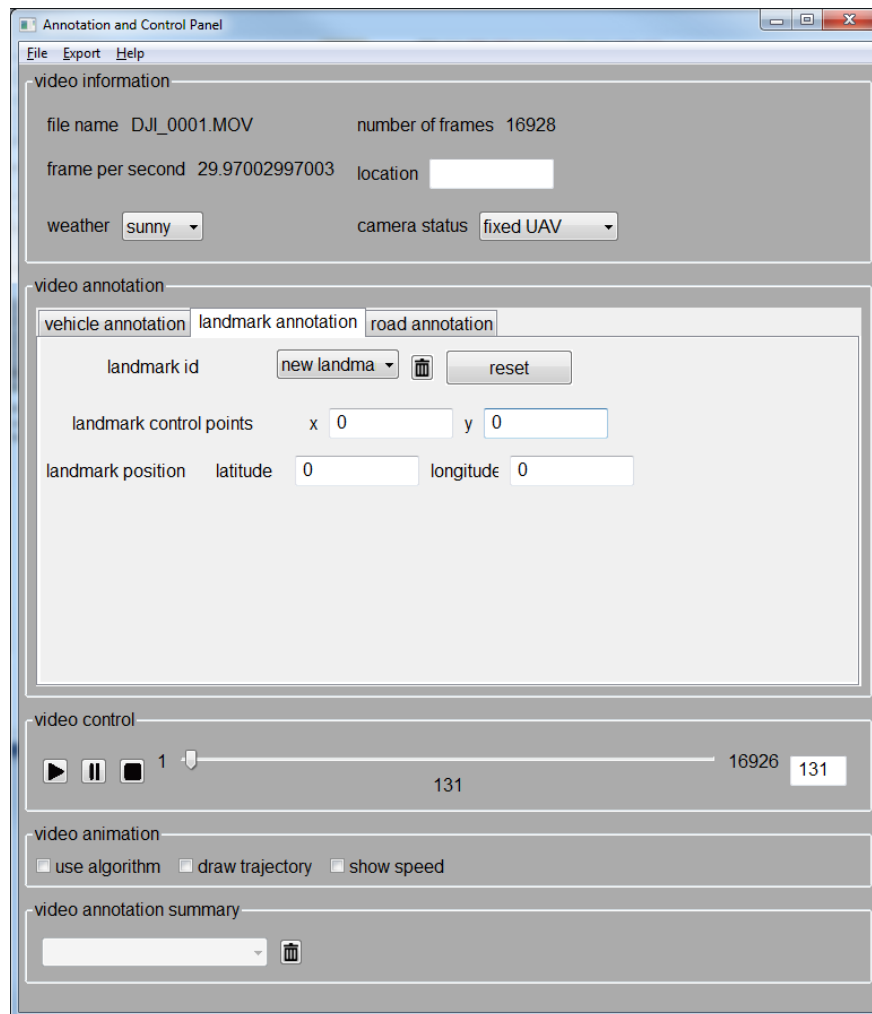 Annotation and Control Panel
File Export Help
video information
file name DJI_0001.MOV number of frames 16928
frame per second 29.97002997003 location
weather sunny camera status fixed UAV
video annotation
vehicle annotation landmark annotation road annotation
landmark id new landma reset
landmark control points x 0 y 0
landmark position latitude 0 longitude 0
video control
1 16926 131
131
video animation
use algorithm draw trajectory show speed
video annotation summary